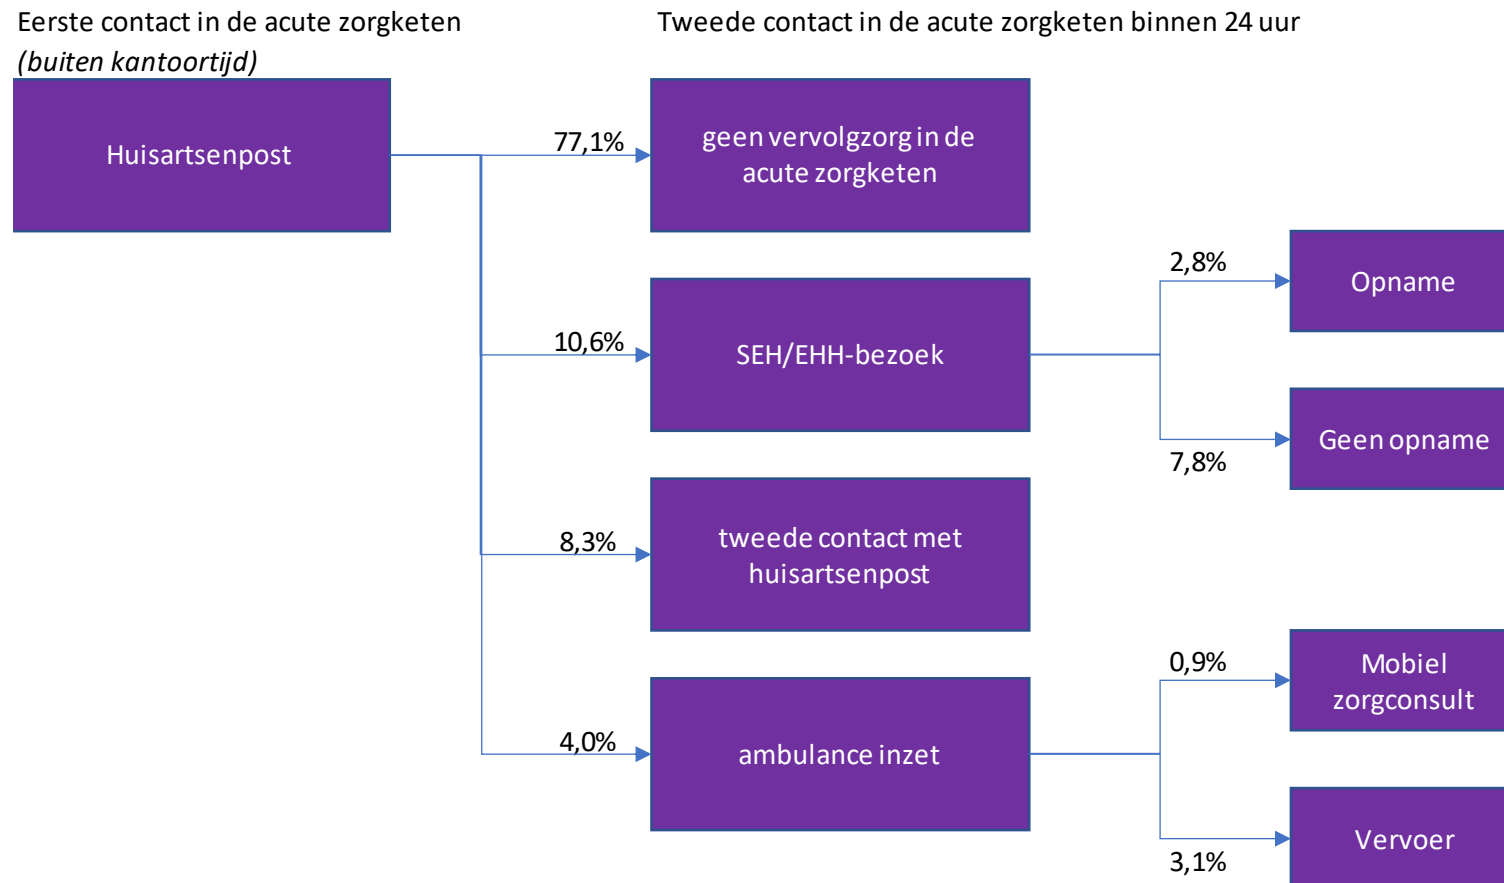 Eerste contact in de acute zorgketen
(buiten kantoortijd)
Tweede contact in de acute zorgketen binnen 24 uur
Huisartsenpost
77,1%
geen vervolgzorg in de
acute zorgketen
10,6%
SEH/EHH-bezoek
2,8%
Opname
7,8%
Geen opname
8,3%
tweede contact met
huisartsenpost
4,0%
ambulance inzet
0,9%
Mobiel
zorgconsult
3,1%
Vervoer